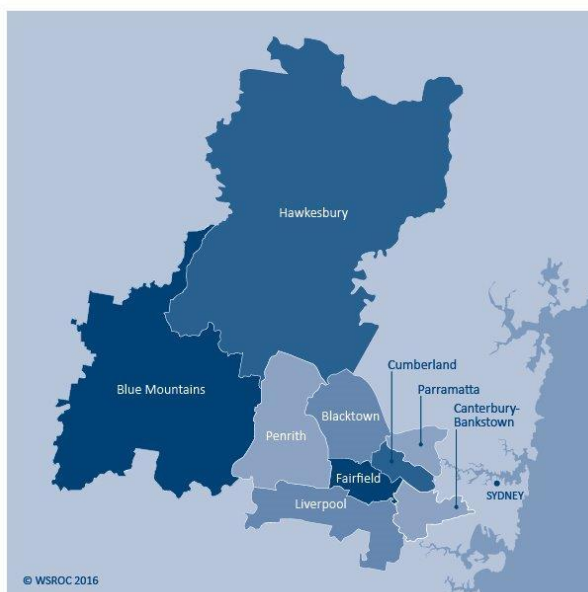 Hawkesbury
Cumberland
Parramatta
Blue Mountains
Blacktown
Canterbury-
Bankstown
Penrith
Fairfield
Liverpool
SYDNEY
© WSROC 2016